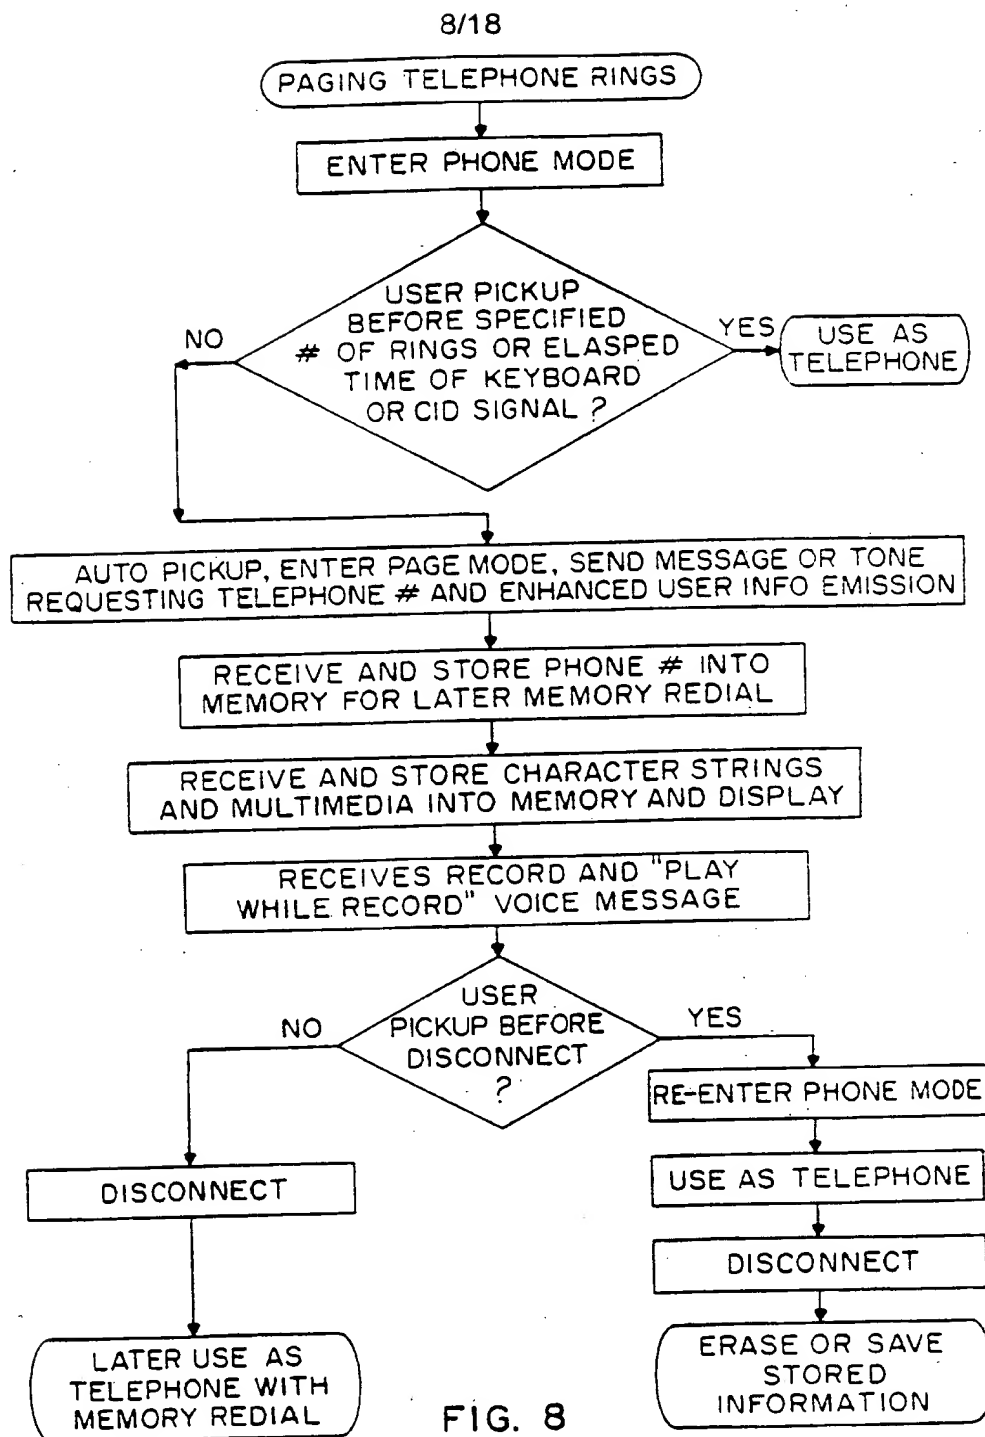 8/18
PAGING TELEPHONE RINGS
ENTER PHONE MODE
USER PICKUP
BEFORE SPECIFIED
# OF RINGS OR ELASPED
TIME OF KEYBOARD
OR CID SIGNAL ?
NO
YES
USE AS
TELEPHONE
AUTO PICKUP, ENTER PAGE MODE, SEND MESSAGE OR TONE
REQUESTING TELEPHONE # AND ENHANCED USER INFO EMISSION
RECEIVE AND STORE PHONE # INTO
MEMORY FOR LATER MEMORY REDIAL
RECEIVE AND STORE CHARACTER STRINGS
AND MULTIMEDIA INTO MEMORY AND DISPLAY
RECEIVES RECORD AND "PLAY
WHILE RECORD" VOICE MESSAGE
USER
PICKUP BEFORE
DISCONNECT
?
NO
YES
RE-ENTER PHONE MODE
USE AS TELEPHONE
DISCONNECT
DISCONNECT
ERASE OR SAVE
STORED
INFORMATION
LATER USE AS
TELEPHONE WITH
MEMORY REDIAL
FIG. 8